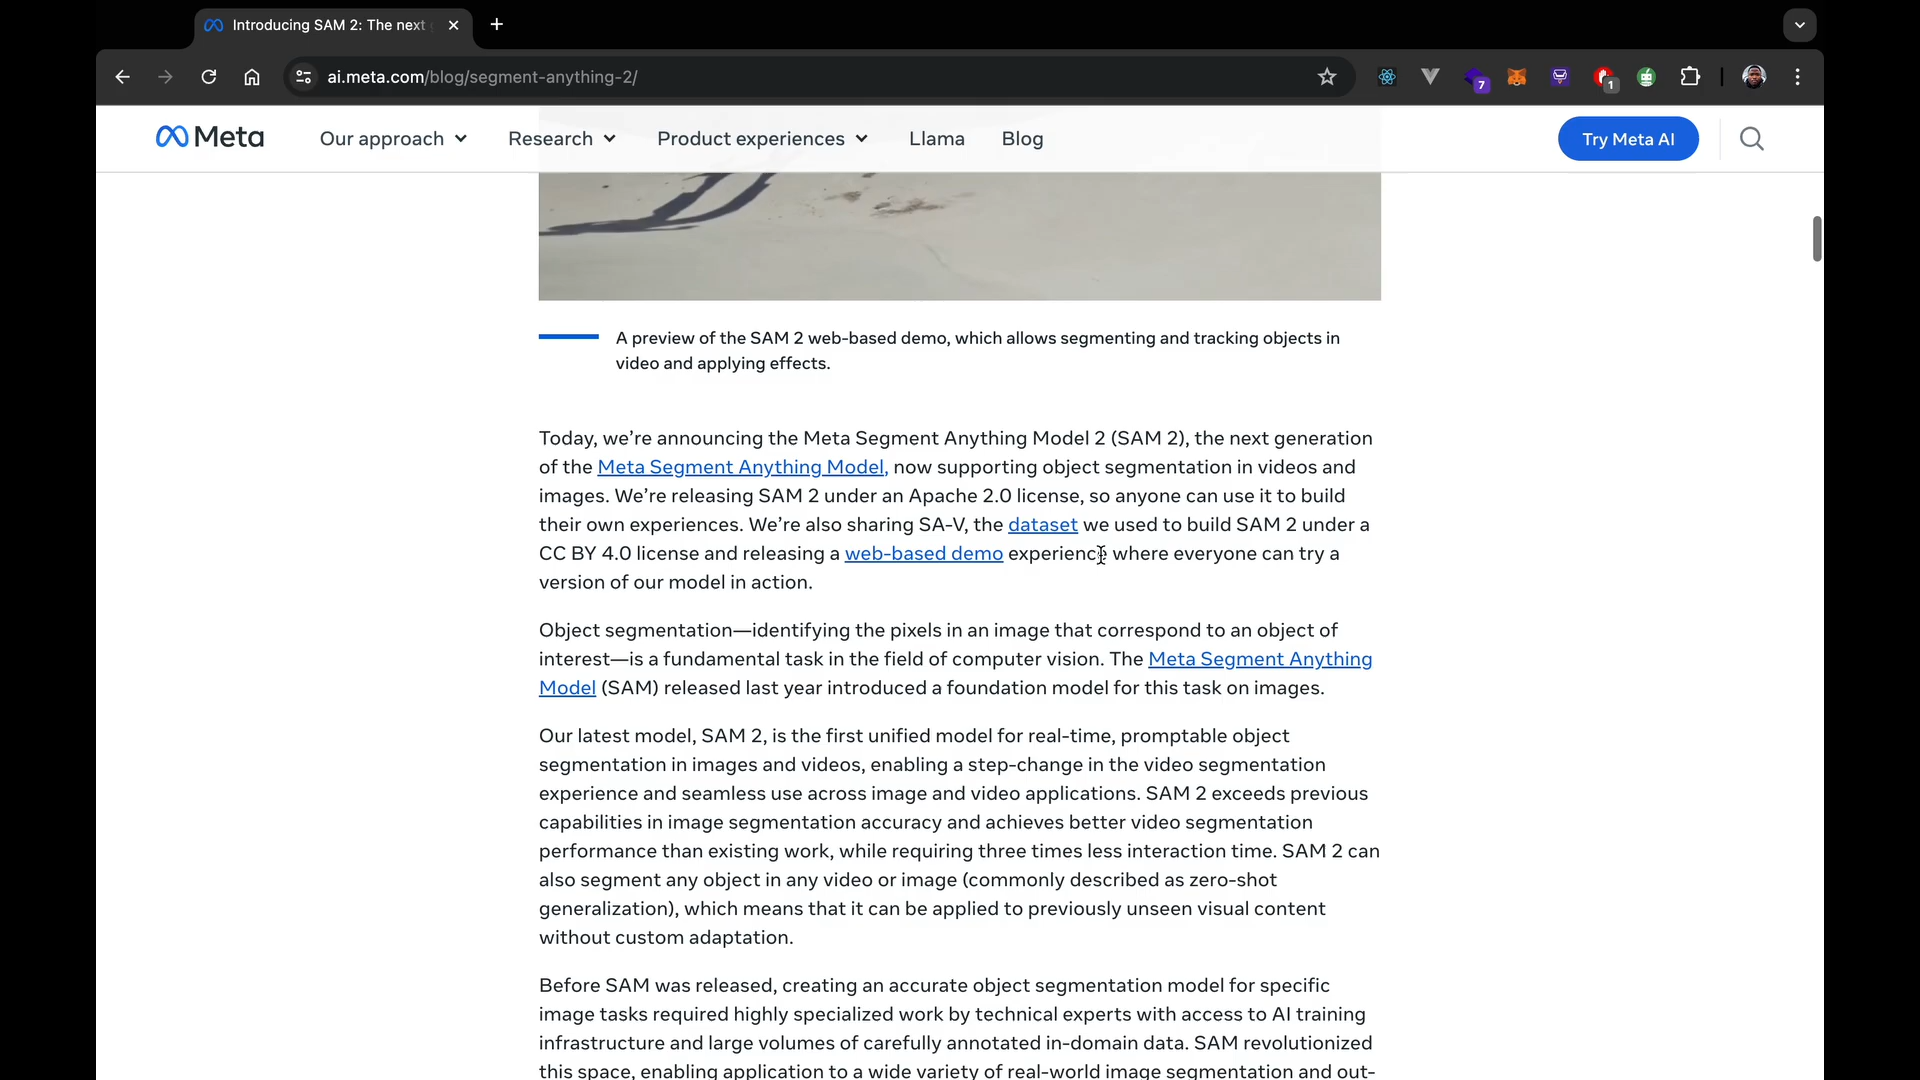 Introducing SAM 2: The next
ai.meta.com/blog/segment-anything-2/
7
1
Meta
Our approach
Research
Product experiences
Llama
Blog
Try Meta AI
A preview of the SAM 2 web-based demo, which allows segmenting and tracking objects in
video and applying effects.
Today, we’re announcing the Meta Segment Anything Model 2 (SAM 2), the next generation
of the Meta Segment Anything Model, now supporting object segmentation in videos and
images. We’re releasing SAM 2 under an Apache 2.0 license, so anyone can use it to build
their own experiences. We’re also sharing SA-V, the dataset we used to build SAM 2 under a
CC BY 4.0 license and releasing a web-based demo experience where everyone can try a
version of our model in action.
Object segmentation—identifying the pixels in an image that correspond to an object of
interest—is a fundamental task in the field of computer vision. The Meta Segment Anything
Model (SAM) released last year introduced a foundation model for this task on images.
Our latest model, SAM 2, is the first unified model for real-time, promptable object
segmentation in images and videos, enabling a step-change in the video segmentation
experience and seamless use across image and video applications. SAM 2 exceeds previous
capabilities in image segmentation accuracy and achieves better video segmentation
performance than existing work, while requiring three times less interaction time. SAM 2 can
also segment any object in any video or image (commonly described as zero-shot
generalization), which means that it can be applied to previously unseen visual content
without custom adaptation.
Before SAM was released, creating an accurate object segmentation model for specific
image tasks required highly specialized work by technical experts with access to AI training
infrastructure and large volumes of carefully annotated in-domain data. SAM revolutionized
this space, enabling application to a wide variety of real-world image segmentation and out-